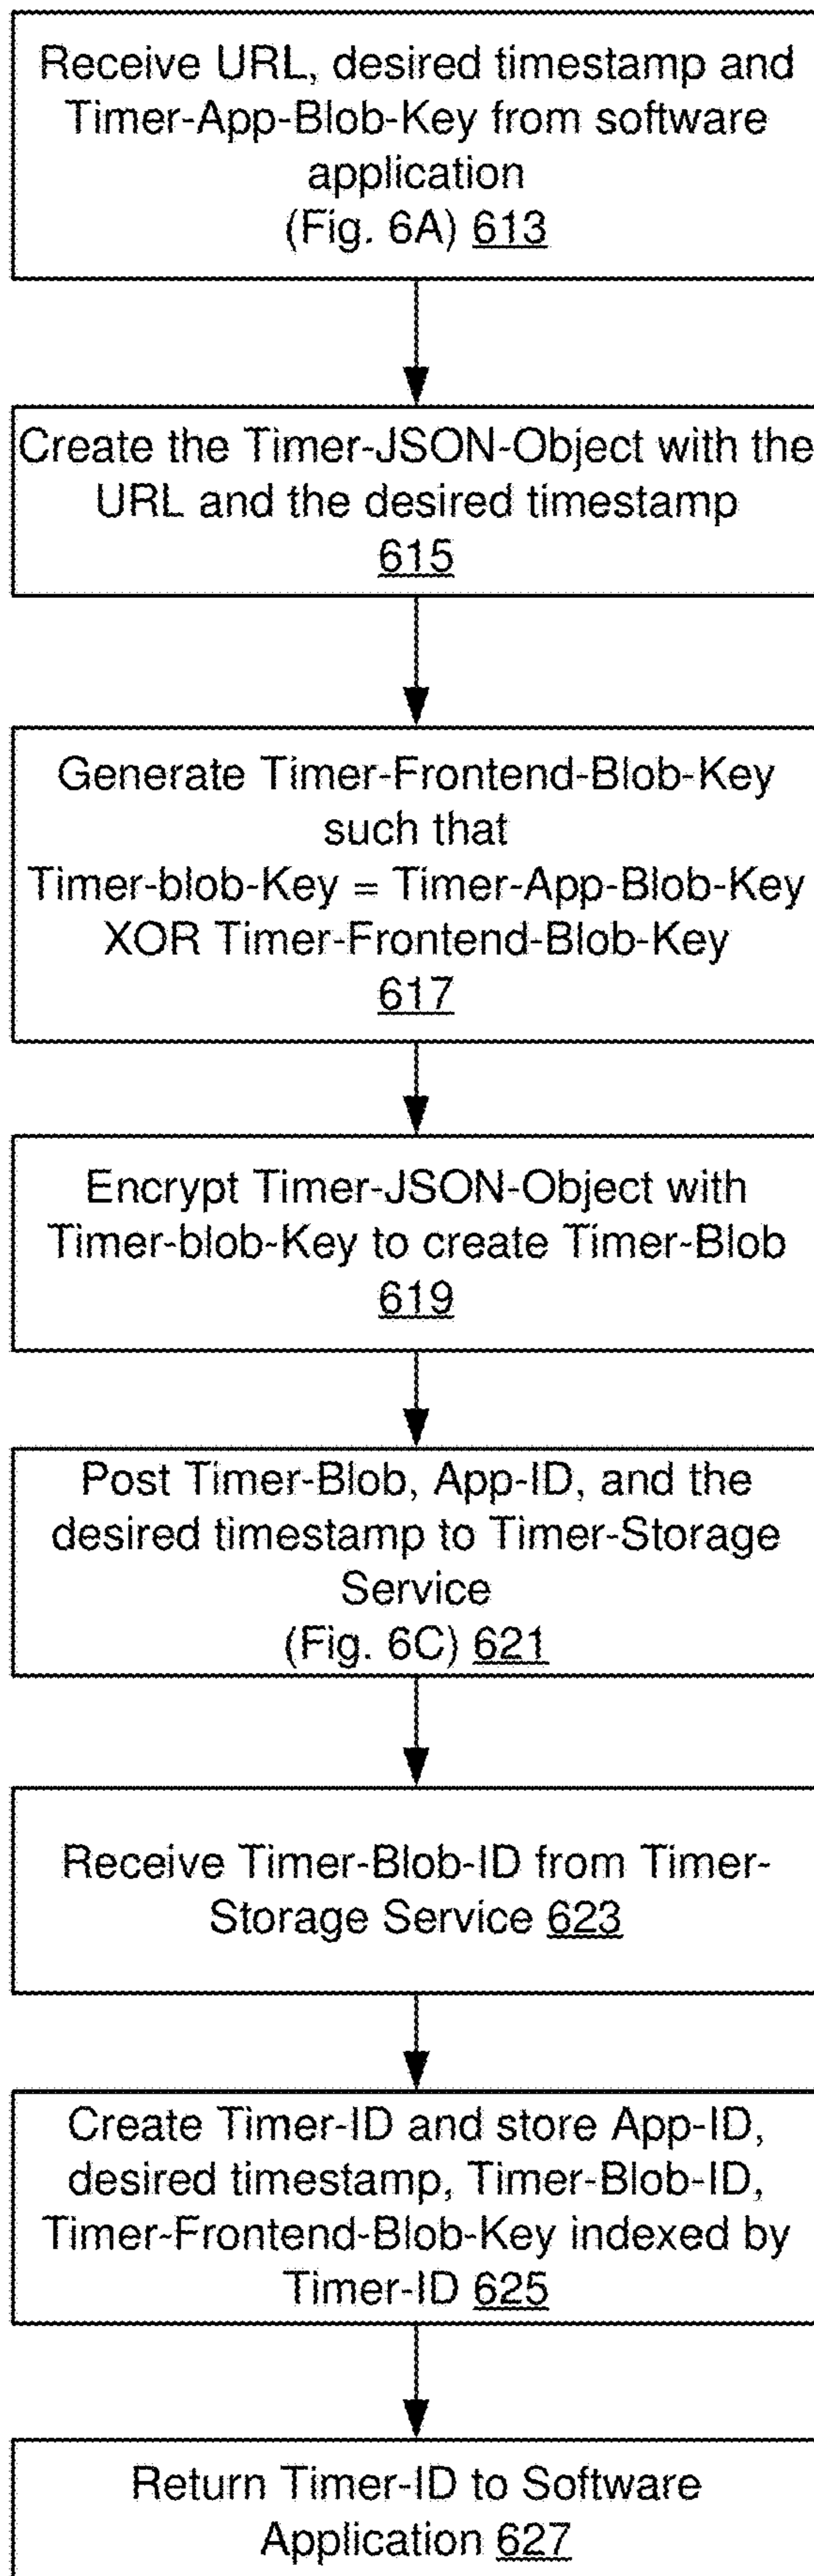 Receive URL, desired timestamp and
Timer-App-Blob-Key from software
application
(Fig. 6A) 613
Create the Timer-JSON-Object with the
URL and the desired timestamp
615
Generate Timer-Frontend-Blob-Key
such that
Timer-blob-Key = Timer-App-Blob-Key
XOR Timer-Frontend-Blob-Key
617
Encrypt Timer-JSON-Object with
Timer-blob-Key to create Timer-Blob
619
Post Timer-Blob, App-ID, and the
desired timestamp to Timer-Storage
Service
(Fig. 6C) 621
Receive Timer-Blob-ID from Timer-
Storage Service 623
Create Timer-ID and store App-ID,
desired timestamp, Timer-Blob-ID,
Timer-Frontend-Blob-Key indexed by
Timer-ID 625
Return Timer-ID to Software
Application 627